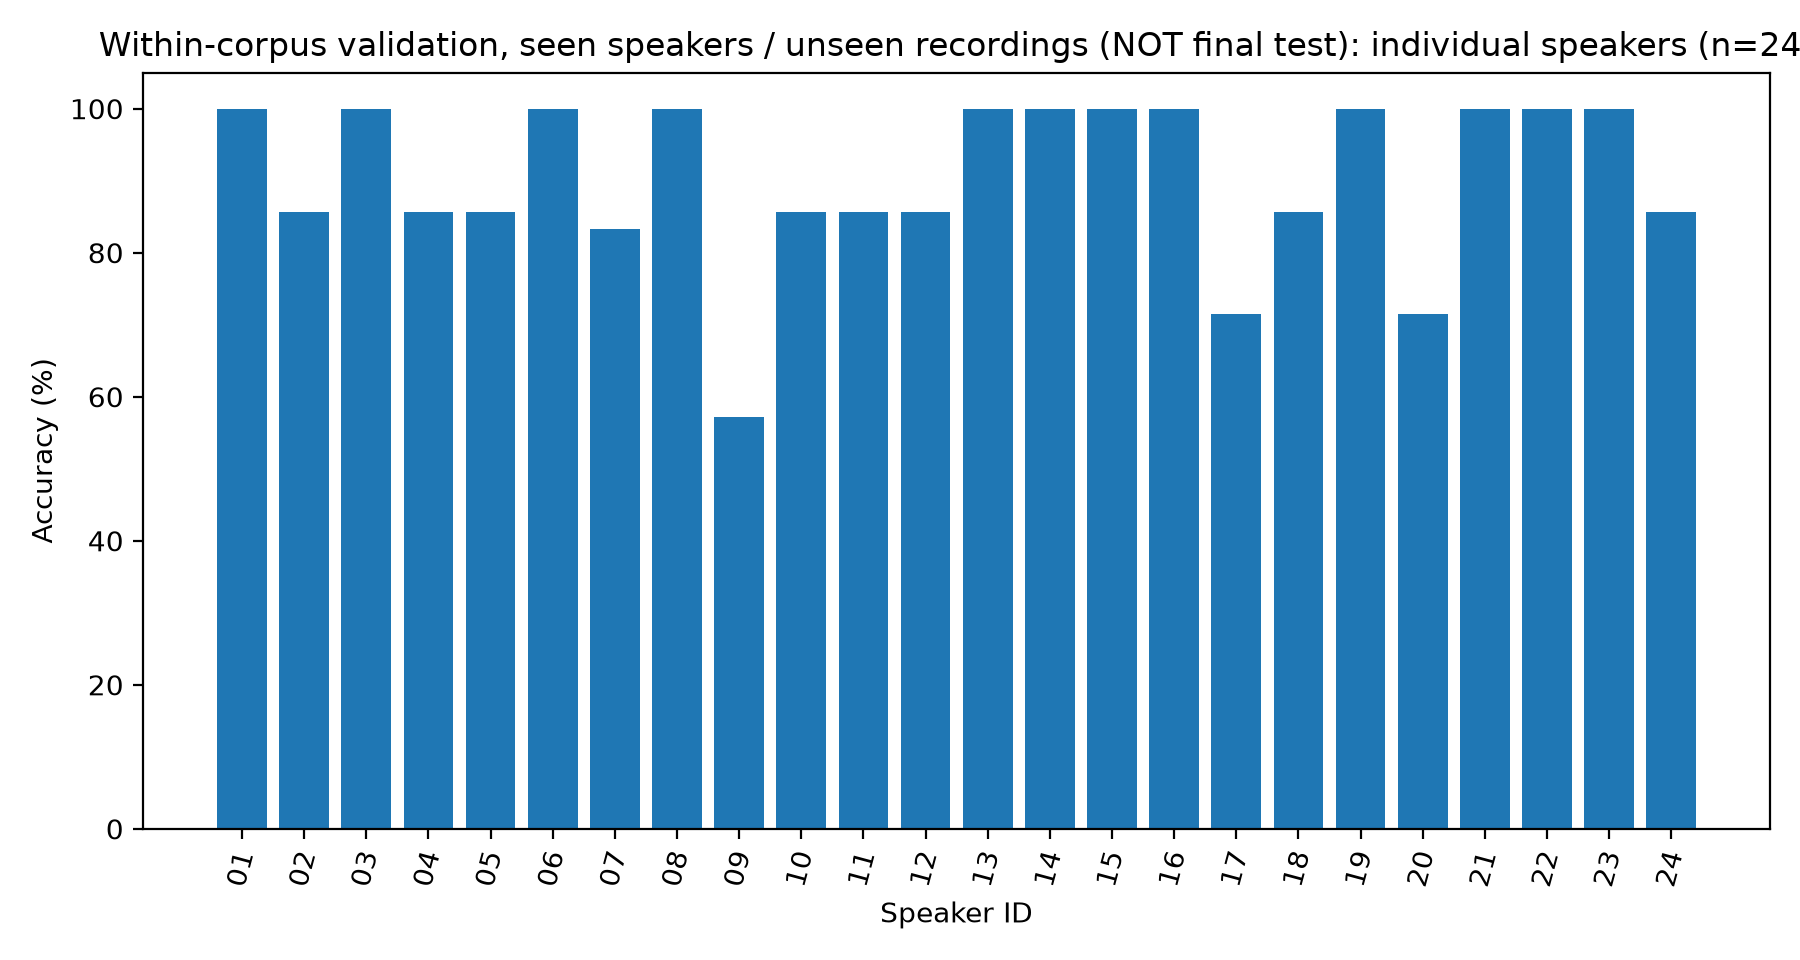 Within-corpus validation, seen speakers / unseen recordings (NOT final test): individual speakers (n=24
100
80
60
40
20
0
Accuracy (%)
01 02 03 04 05 06 07 08 09 10 11 12 13 14 15 16 17 18 19 20 21 22 23 24
Speaker ID